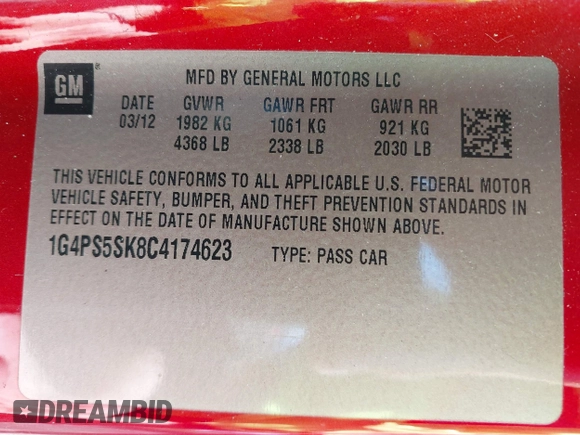 GM ®
MFD BY GENERAL MOTORS LLC
DATE GVWR GAWR FRT GAWR RR
03/12 1982 KG 1061 KG 921 KG
4368 LB 2338 LB 2030 LB
THIS VEHICLE CONFORMS TO ALL APPLICABLE U.S. FEDERAL MOTOR
VEHICLE SAFETY, BUMPER, AND THEFT PREVENTION STANDARDS IN
EFFECT ON THE DATE OF MANUFACTURE SHOWN ABOVE.
1G4PS5SK8C4174623 TYPE: PASS CAR
DREAMBID